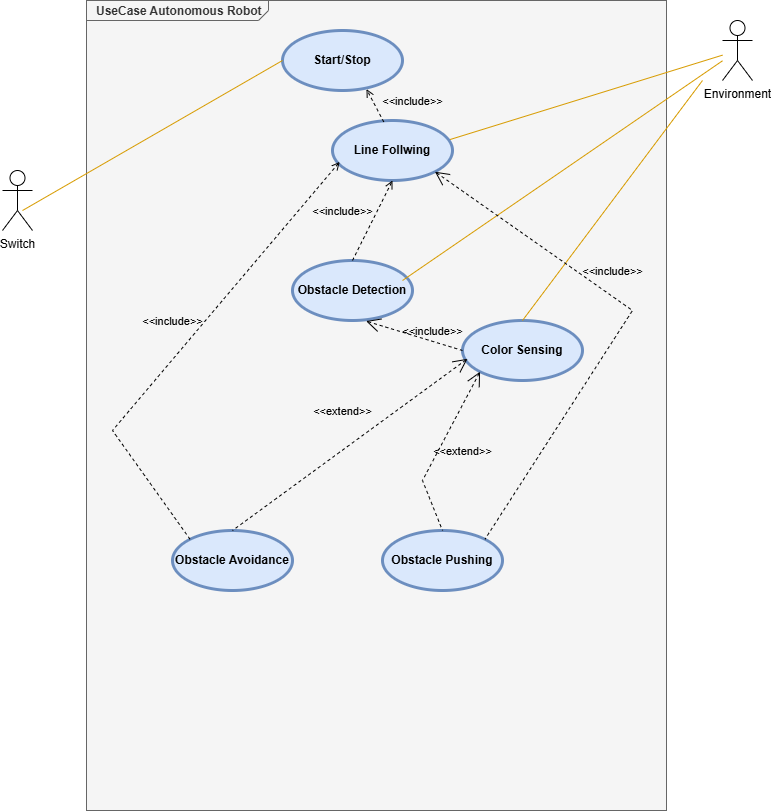 UseCase Autonomous Robot
Start/Stop
Environment
<<include>>
Line Follwing
Switch
<<include>>
<<include>>
Obstacle Detection
<<include>>
<<include>>
Color Sensing
<<extend>>
<<extend>>
Obstacle Avoidance
Obstacle Pushing